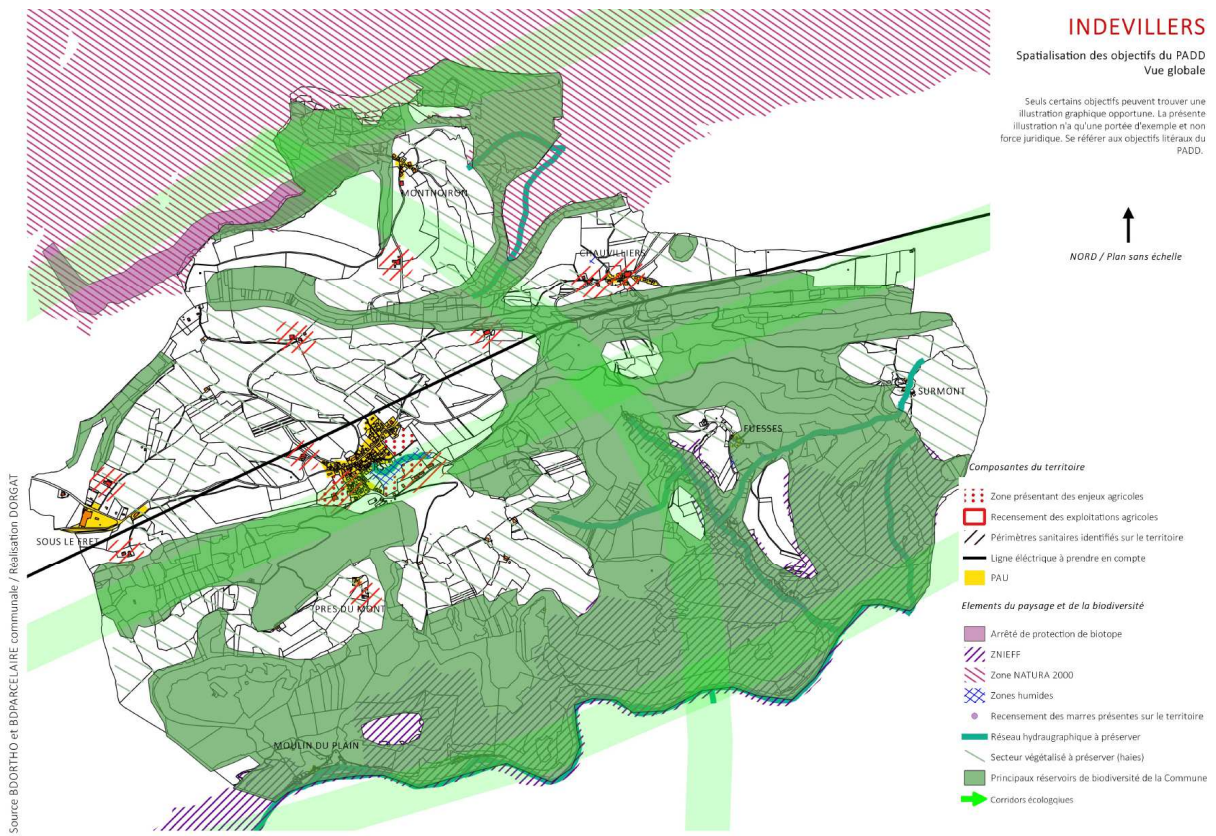 INDEVILLERS
Spatialisation des objectifs du PADD
Vue globale
Seuls certains objectifs peuvent trouver une
illustration graphique opportune. La présente
illustration n'a qu'une portée d'exemple et non
force juridique. Se référer aux objectifs litéraux du
PADD.
NORD / Plan sans échelle
MONTNOIRON
CHAUVILLIERS
SURMONT
FUESSES
SOUS LE FRET
PRES DU MONT
MOULIN DU PLAIN
Composantes du territoire
Zone présentant des enjeux agricoles
Recensement des exploitations agricoles
Périmètres sanitaires identifiés sur le territoire
Ligne éléctrique à prendre en compte
PAU
Elements du paysage et de la biodiversité
Arrêté de protection de biotope
ZNIEFF
Zone NATURA 2000
Zones humides
Recensement des marres présentes sur le territoire
Réseau hydraugraphique à préserver
Secteur végétalisé à préserver (haies)
Principaux réservoirs de biodiversité de la Commune
Corridors écologqiues
Source BDORTHO et BDPARCELAIRE communale / Réalisation DORGAT